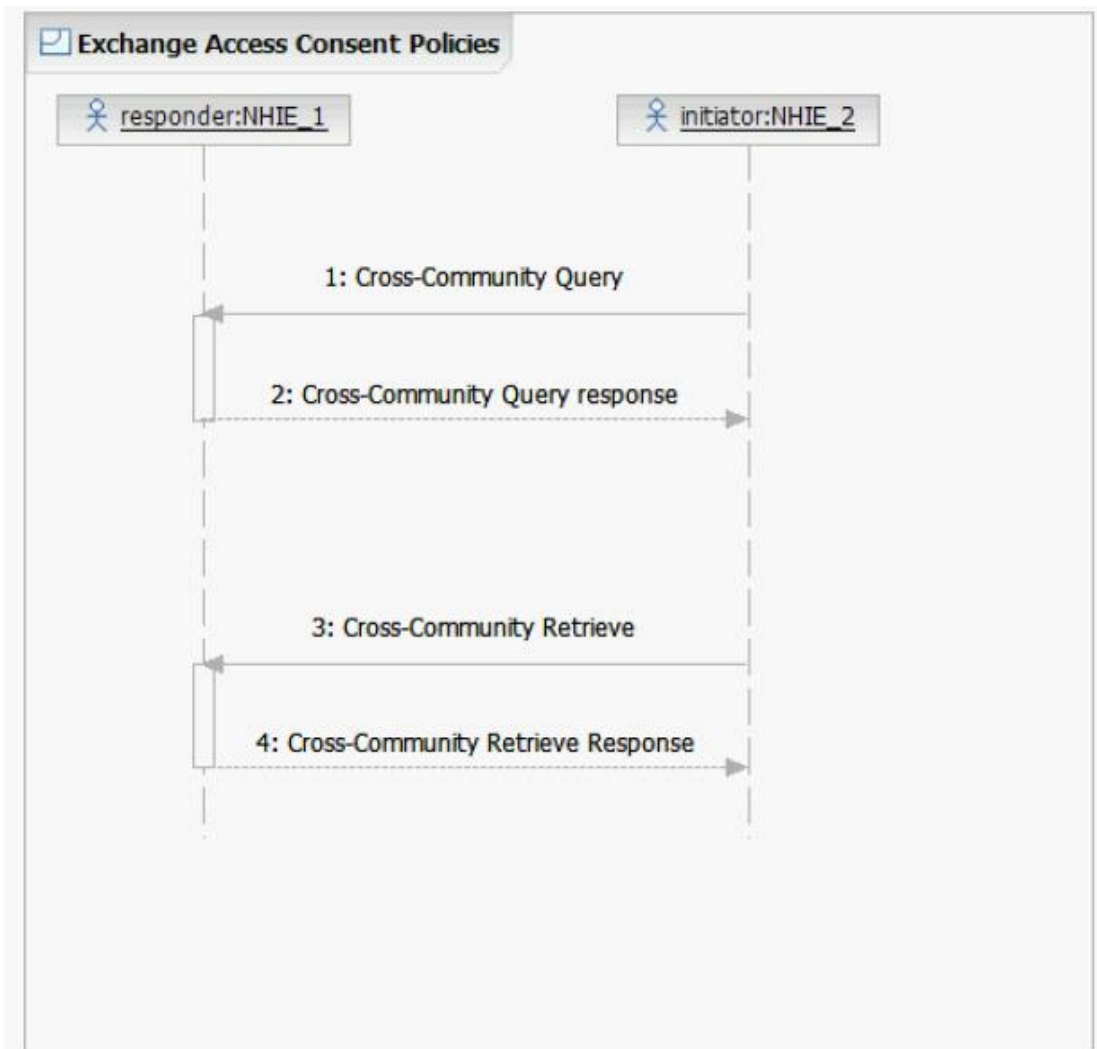 Exchange Access Consent Policies
responder:NHIE_1
initiator:NHIE_2
1: Cross-Community Query
2: Cross-Community Query response
3: Cross-Community Retrieve
4: Cross-Community Retrieve Response